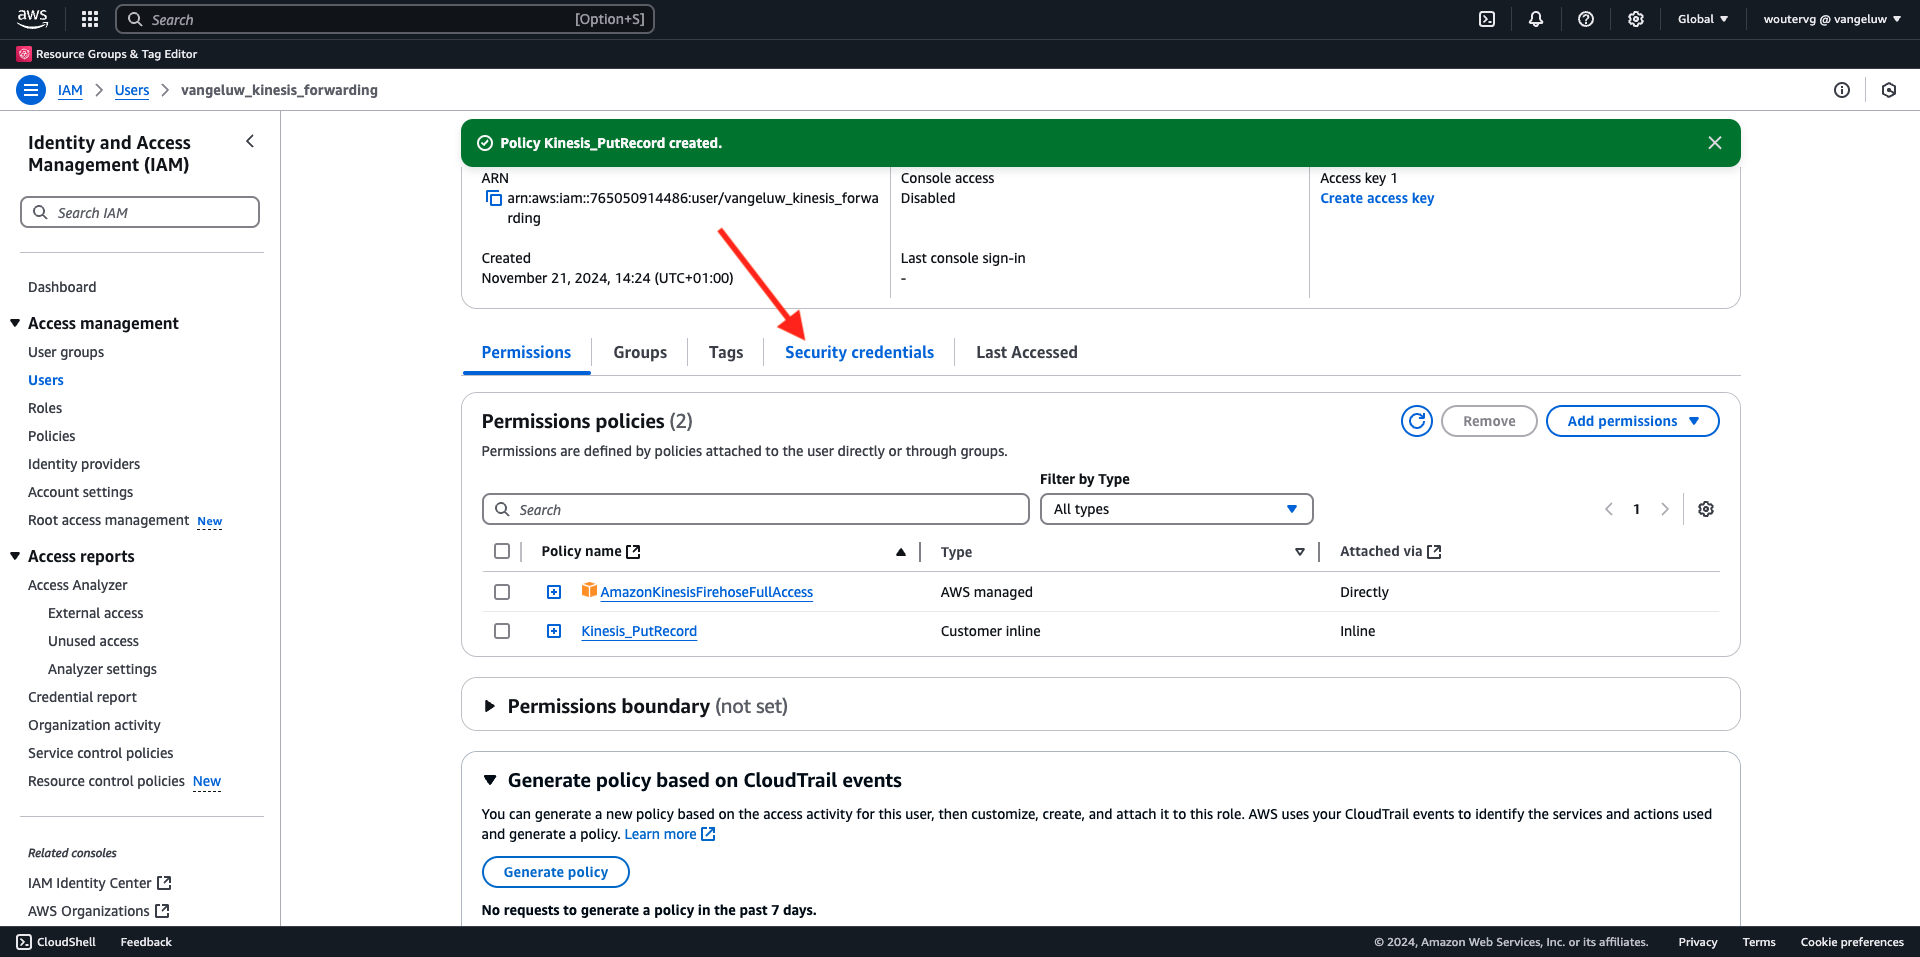 aws
Search [Option+S]
Global
woutervg @ vangeluw
Resource Groups & Tag Editor
IAM
Users
vangeluw_kinesis_forwarding
Identity and Access
Management (IAM)
Search IAM
Dashboard
Access management
User groups
Users
Roles
Policies
Identity providers
Account settings
Root access management New
Access reports
Access Analyzer
External access
Unused access
Analyzer settings
Credential report
Organization activity
Service control policies
Resource control policies New
Related consoles
IAM Identity Center
AWS Organizations
Policy Kinesis_PutRecord created.
ARN
arn:aws:iam::765050914486:user/vangeluw_kinesis_forwa
rding
Created
November 21, 2024, 14:24 (UTC+01:00)
Console access
Disabled
Last console sign-in
-
Access key 1
Create access key
Permissions
Groups
Tags
Security credentials
Last Accessed
Permissions policies (2)
Permissions are defined by policies attached to the user directly or through groups.
Remove
Add permissions
Filter by Type
Search
All types
1
Policy name
Type
Attached via
AmazonKinesisFirehoseFullAccess
AWS managed
Directly
Kinesis_PutRecord
Customer inline
Inline
Permissions boundary (not set)
Generate policy based on CloudTrail events
You can generate a new policy based on the access activity for this user, then customize, create, and attach it to this role. AWS uses your CloudTrail events to identify the services and actions used
and generate a policy. Learn more
Generate policy
No requests to generate a policy in the past 7 days.
CloudShell
Feedback
© 2024, Amazon Web Services, Inc. or its affiliates.
Privacy
Terms
Cookie preferences